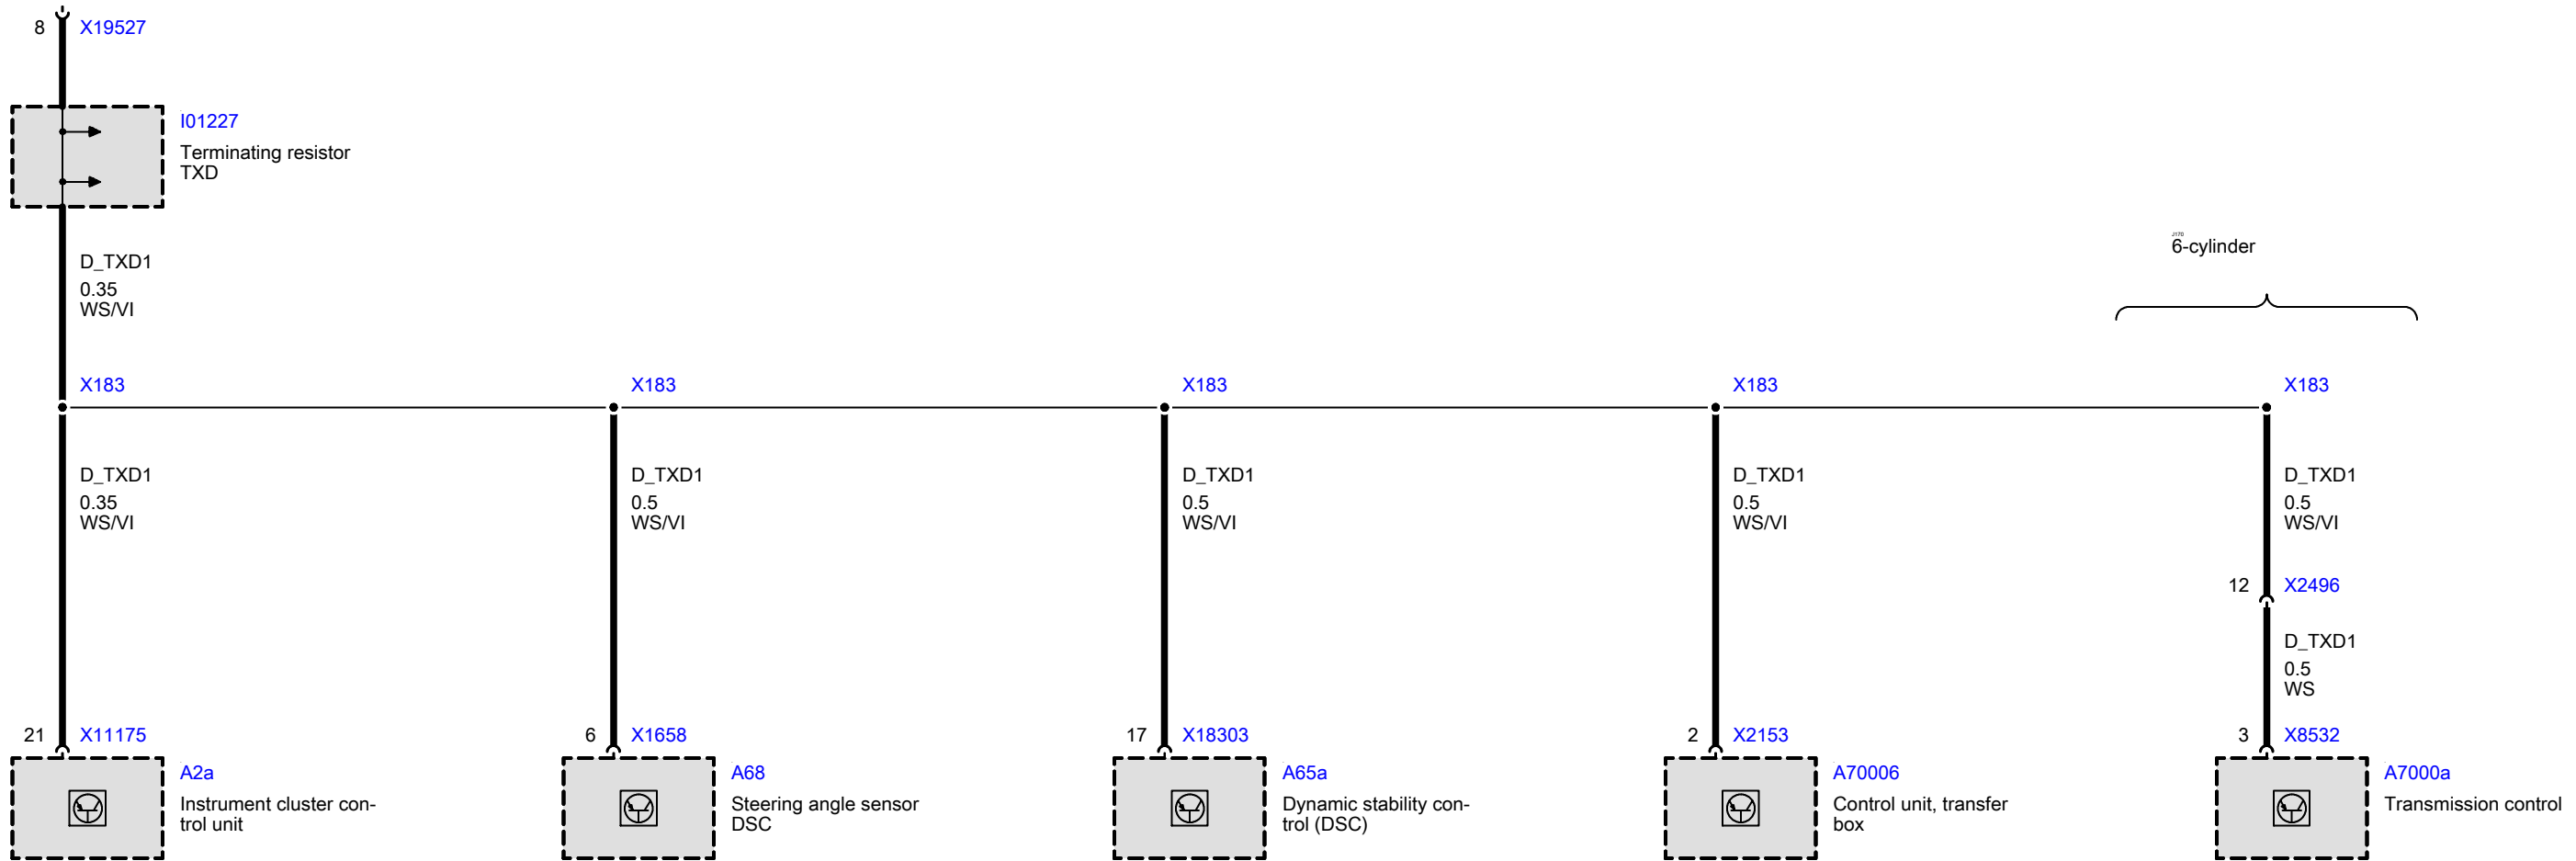 8 X19527
I01227
Terminating resistor
TXD
D_TXD1
0.35
WS/VI
J170
6-cylinder
X183 X183 X183 X183 X183
D_TXD1 D_TXD1 D_TXD1 D_TXD1 D_TXD1
0.35 0.5 0.5 0.5 0.5
WS/VI WS/VI WS/VI WS/VI WS/VI
12 X2496
D_TXD1
0.5
WS
21 X11175 6 X1658 17 X18303 2 X2153 3 X8532
A2a A68 A65a A70006 A7000a
Instrument cluster con- Steering angle sensor Dynamic stability con- Control unit, transfer Transmission control
trol unit DSC trol (DSC) box